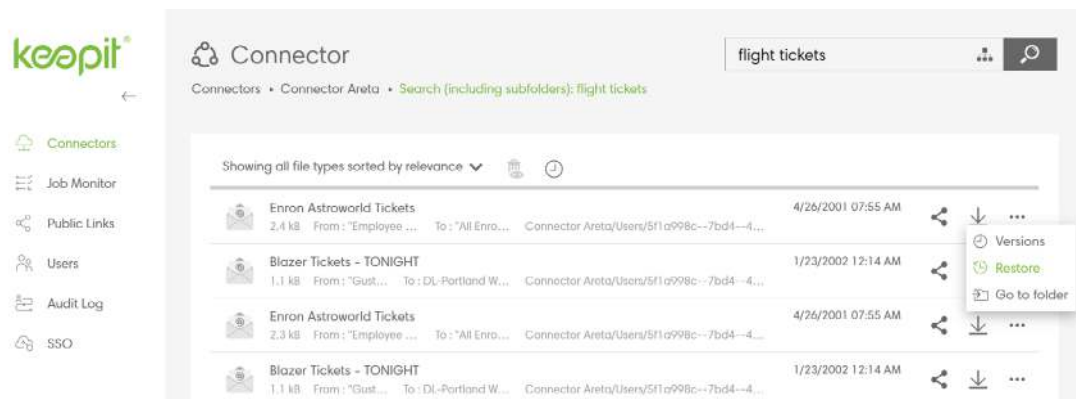 keepit®
Connector
flight tickets
Connectors • Connector Areta • Search (including subfolders): flight tickets
Connectors
Job Monitor
Public Links
Users
Audit Log
SSO
Showing all file types sorted by relevance
Enron Astroworld Tickets 4/26/2001 07:55 AM
2.4 kB From : "Employee ... To : "All Enro... Connector Areta/Users/5f1a998c--7bd4--4...
Versions
Restore
Go to folder
Blazer Tickets - TONIGHT 1/23/2002 12:14 AM
1.1 kB From : "Gust... To : DL-Portland W... Connector Areta/Users/5f1a998c--7bd4--4...
Enron Astroworld Tickets 4/26/2001 07:55 AM
2.3 kB From : "Employee ... To : "All Enro... Connector Areta/Users/5f1a998c--7bd4--4...
Blazer Tickets - TONIGHT 1/23/2002 12:14 AM
1.1 kB From : "Gust... To : DL-Portland W... Connector Areta/Users/5f1a998c--7bd4--4...